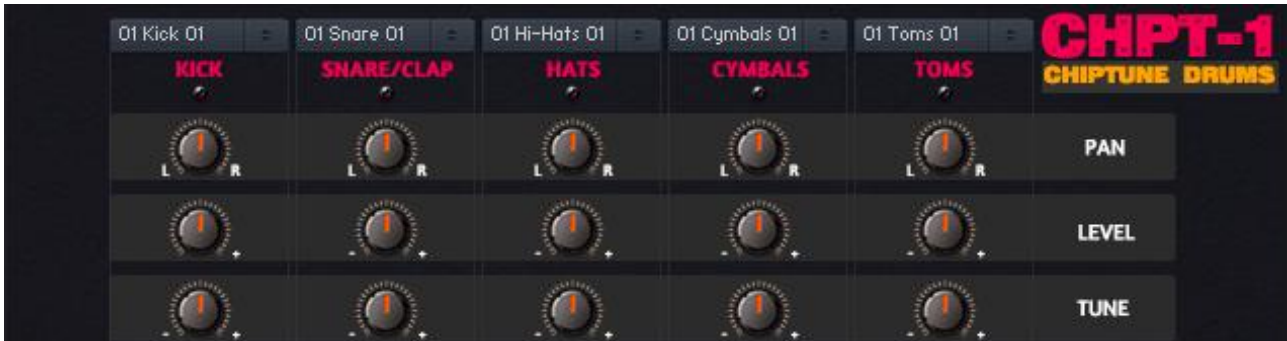 01 Kick 01
01 Snare 01
01 Hi-Hats 01
01 Cymbals 01
01 Toms 01
CHPT-1
CHIPTUNE DRUMS
KICK
SNARE/CLAP
HATS
CYMBALS
TOMS
L R
L R
L R
L R
L R
PAN
- +
- +
- +
- +
- +
LEVEL
- +
- +
- +
- +
- +
TUNE